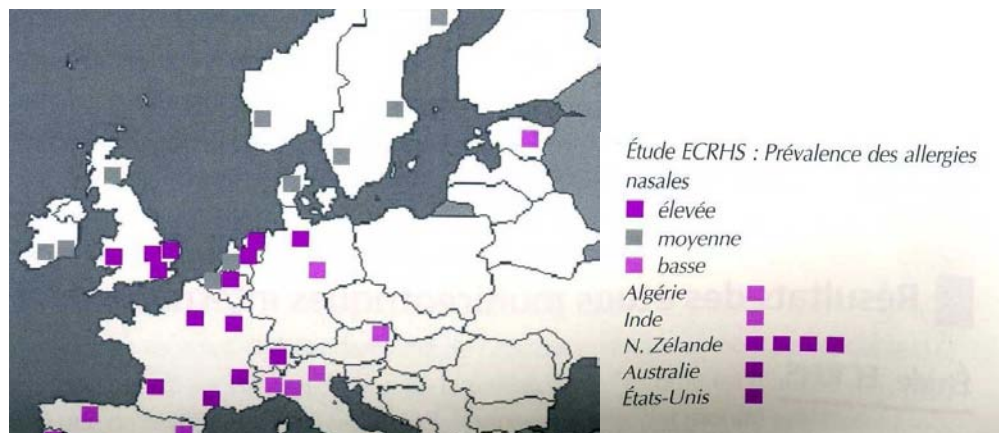 Étude ECRHS : Prévalence des allergies
nasales
élevée
moyenne
basse
Algérie
Inde
N. Zélande
Australie
États-Unis